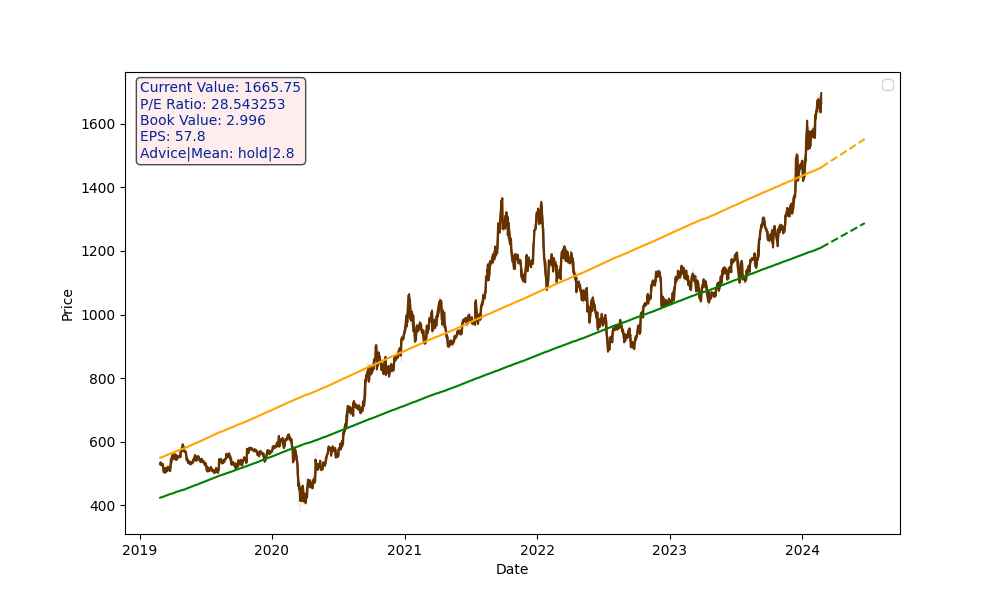 Current Value: 1665.75
P/E Ratio: 28.543253
Book Value: 2.996
EPS: 57.8
Advice|Mean: hold|2.8
Price
1600
1400
1200
1000
800
600
400
2019 2020 2021 2022 2023 2024
Date